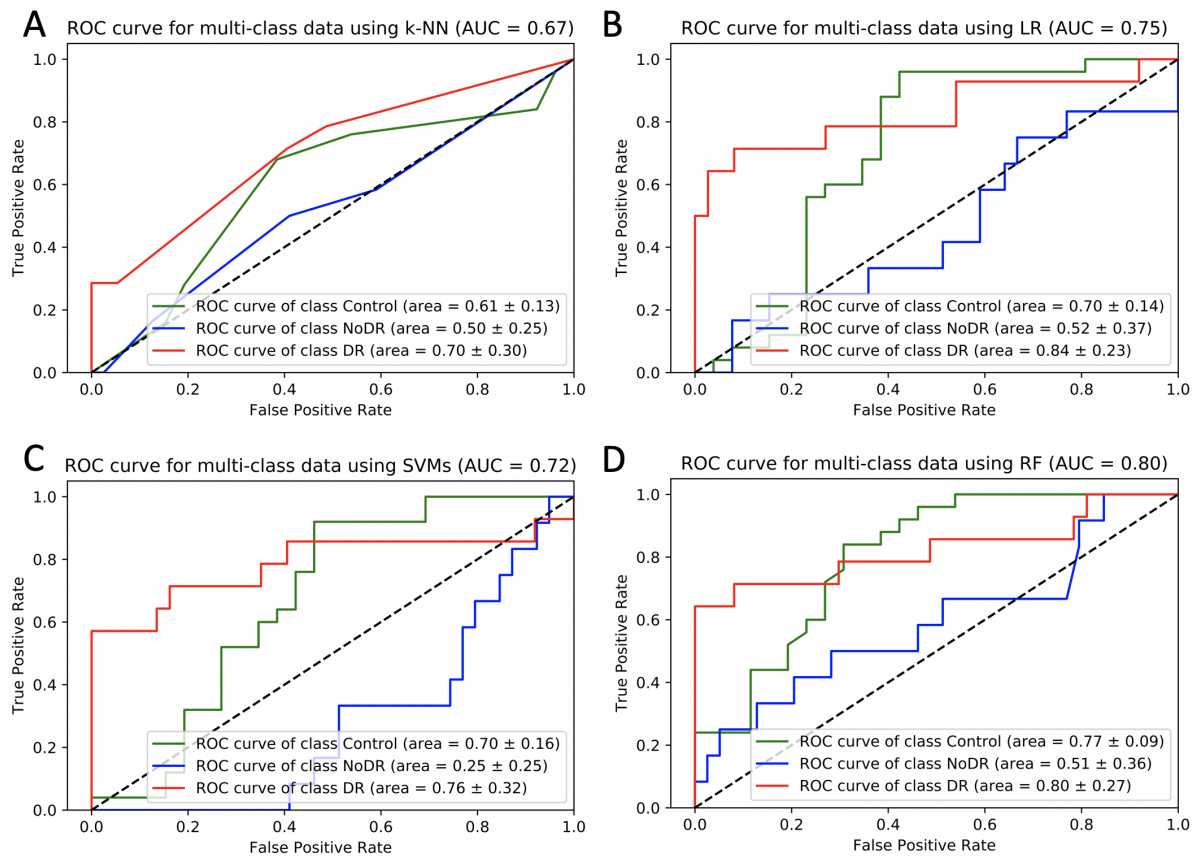 A
ROC curve for multi-class data using k-NN (AUC = 0.67)
True Positive Rate
1.0
0.8
0.6
0.4
0.2
0.0
ROC curve of class Control (area = 0.61 ± 0.13)
ROC curve of class NoDR (area = 0.50 ± 0.25)
ROC curve of class DR (area = 0.70 ± 0.30)
0.0 0.2 0.4 0.6 0.8 1.0
False Positive Rate
B
ROC curve for multi-class data using LR (AUC = 0.75)
True Positive Rate
1.0
0.8
0.6
0.4
0.2
0.0
ROC curve of class Control (area = 0.70 ± 0.14)
ROC curve of class NoDR (area = 0.52 ± 0.37)
ROC curve of class DR (area = 0.84 ± 0.23)
0.0 0.2 0.4 0.6 0.8 1.0
False Positive Rate
C
ROC curve for multi-class data using SVMs (AUC = 0.72)
True Positive Rate
1.0
0.8
0.6
0.4
0.2
0.0
ROC curve of class Control (area = 0.70 ± 0.16)
ROC curve of class NoDR (area = 0.25 ± 0.25)
ROC curve of class DR (area = 0.76 ± 0.32)
0.0 0.2 0.4 0.6 0.8 1.0
False Positive Rate
D
ROC curve for multi-class data using RF (AUC = 0.80)
True Positive Rate
1.0
0.8
0.6
0.4
0.2
0.0
ROC curve of class Control (area = 0.77 ± 0.09)
ROC curve of class NoDR (area = 0.51 ± 0.36)
ROC curve of class DR (area = 0.80 ± 0.27)
0.0 0.2 0.4 0.6 0.8 1.0
False Positive Rate